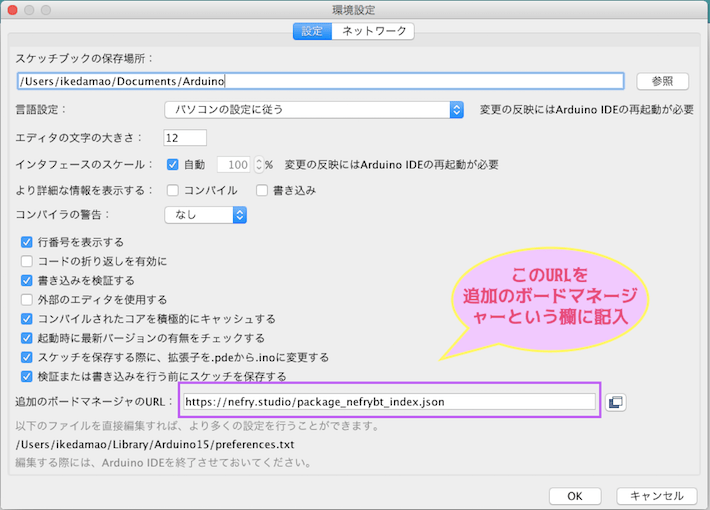 環境設定
設定 ネットワーク
スケッチブックの保存場所：
/Users/ikedamao/Documents/Arduino 参照
言語設定： パソコンの設定に従う 変更の反映にはArduino IDEの再起動が必要
エディタの文字の大きさ： 12
インタフェースのスケール： 自動 100 % 変更の反映にはArduino IDEの再起動が必要
より詳細な情報を表示する： コンパイル 書き込み
コンパイラの警告： なし
行番号を表示する
コードの折り返しを有効に
書き込みを検証する
外部のエディタを使用する
コンパイルされたコアを積極的にキャッシュする
起動時に最新バージョンの有無をチェックする
スケッチを保存する際に、拡張子を.pdeから.inoに変更する
検証または書き込みを行う前にスケッチを保存する
このURLを
追加のボードマネージ
ャーという欄に記入
追加のボードマネージャのURL： https://nefry.studio/package_nefrybt_index.json
以下のファイルを直接編集すれば、より多くの設定を行うことができます。
/Users/ikedamao/Library/Arduino15/preferences.txt
編集する際には、Arduino IDEを終了させておいてください。
OK キャンセル